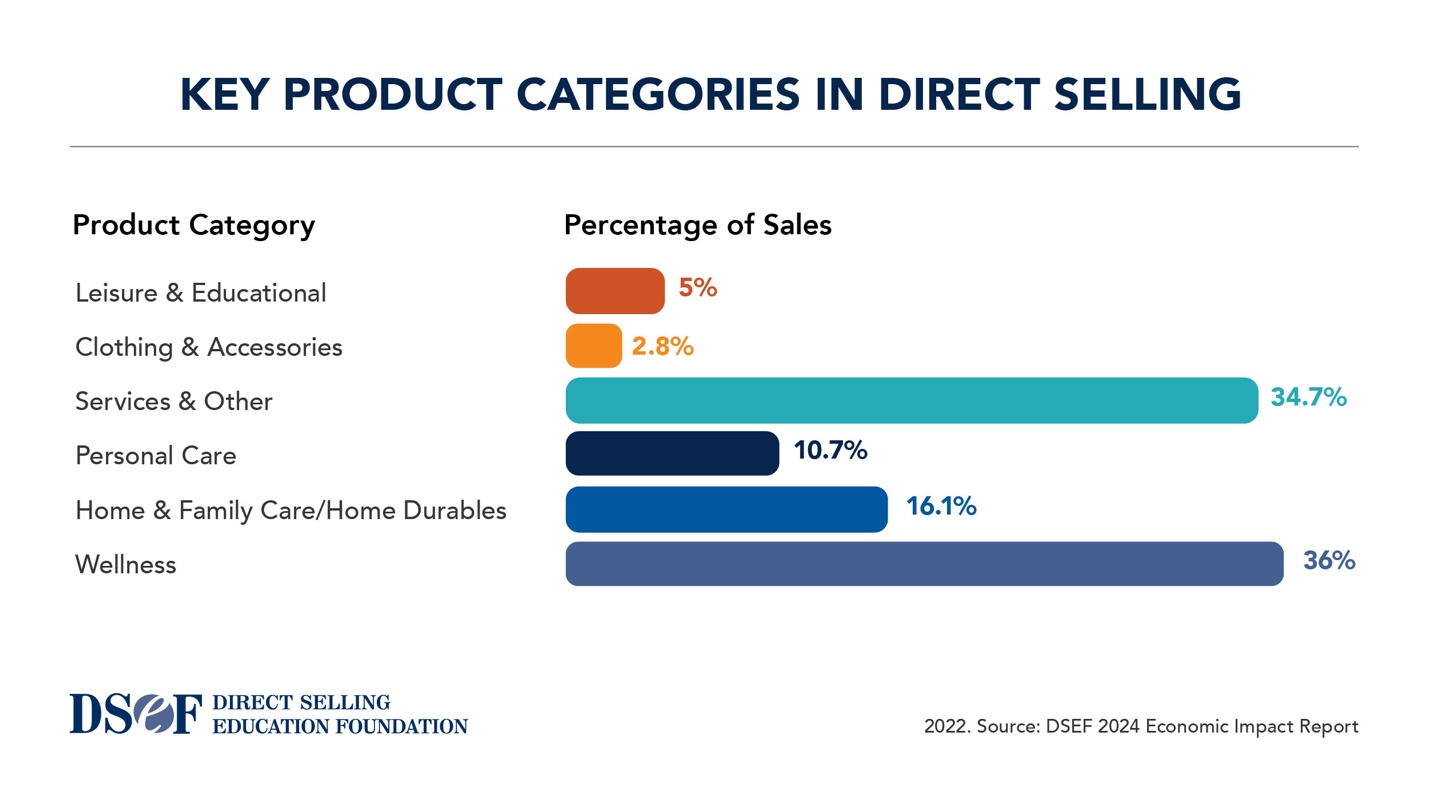 KEY PRODUCT CATEGORIES IN DIRECT SELLING
Product Category Percentage of Sales
Leisure & Educational 5%
Clothing & Accessories 2.8%
Services & Other 34.7%
Personal Care 10.7%
Home & Family Care/Home Durables 16.1%
Wellness 36%
DSeF DIRECT SELLING
EDUCATION FOUNDATION
2022. Source: DSEF 2024 Economic Impact Report